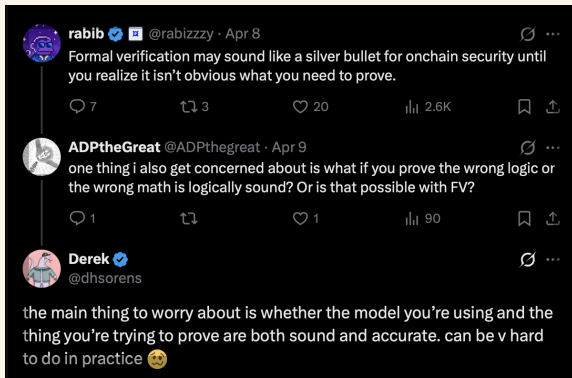 rabib @rabizzzy · Apr 8
Formal verification may sound like a silver bullet for onchain security until
you realize it isn't obvious what you need to prove.
7 3 20 2.6K
ADPtheGreat @ADPthegreat · Apr 9
one thing i also get concerned about is what if you prove the wrong logic or
the wrong math is logically sound? Or is that possible with FV?
1 1 90
Derek
@dhsorens
the main thing to worry about is whether the model you're using and the
thing you're trying to prove are both sound and accurate. can be v hard
to do in practice 🥴